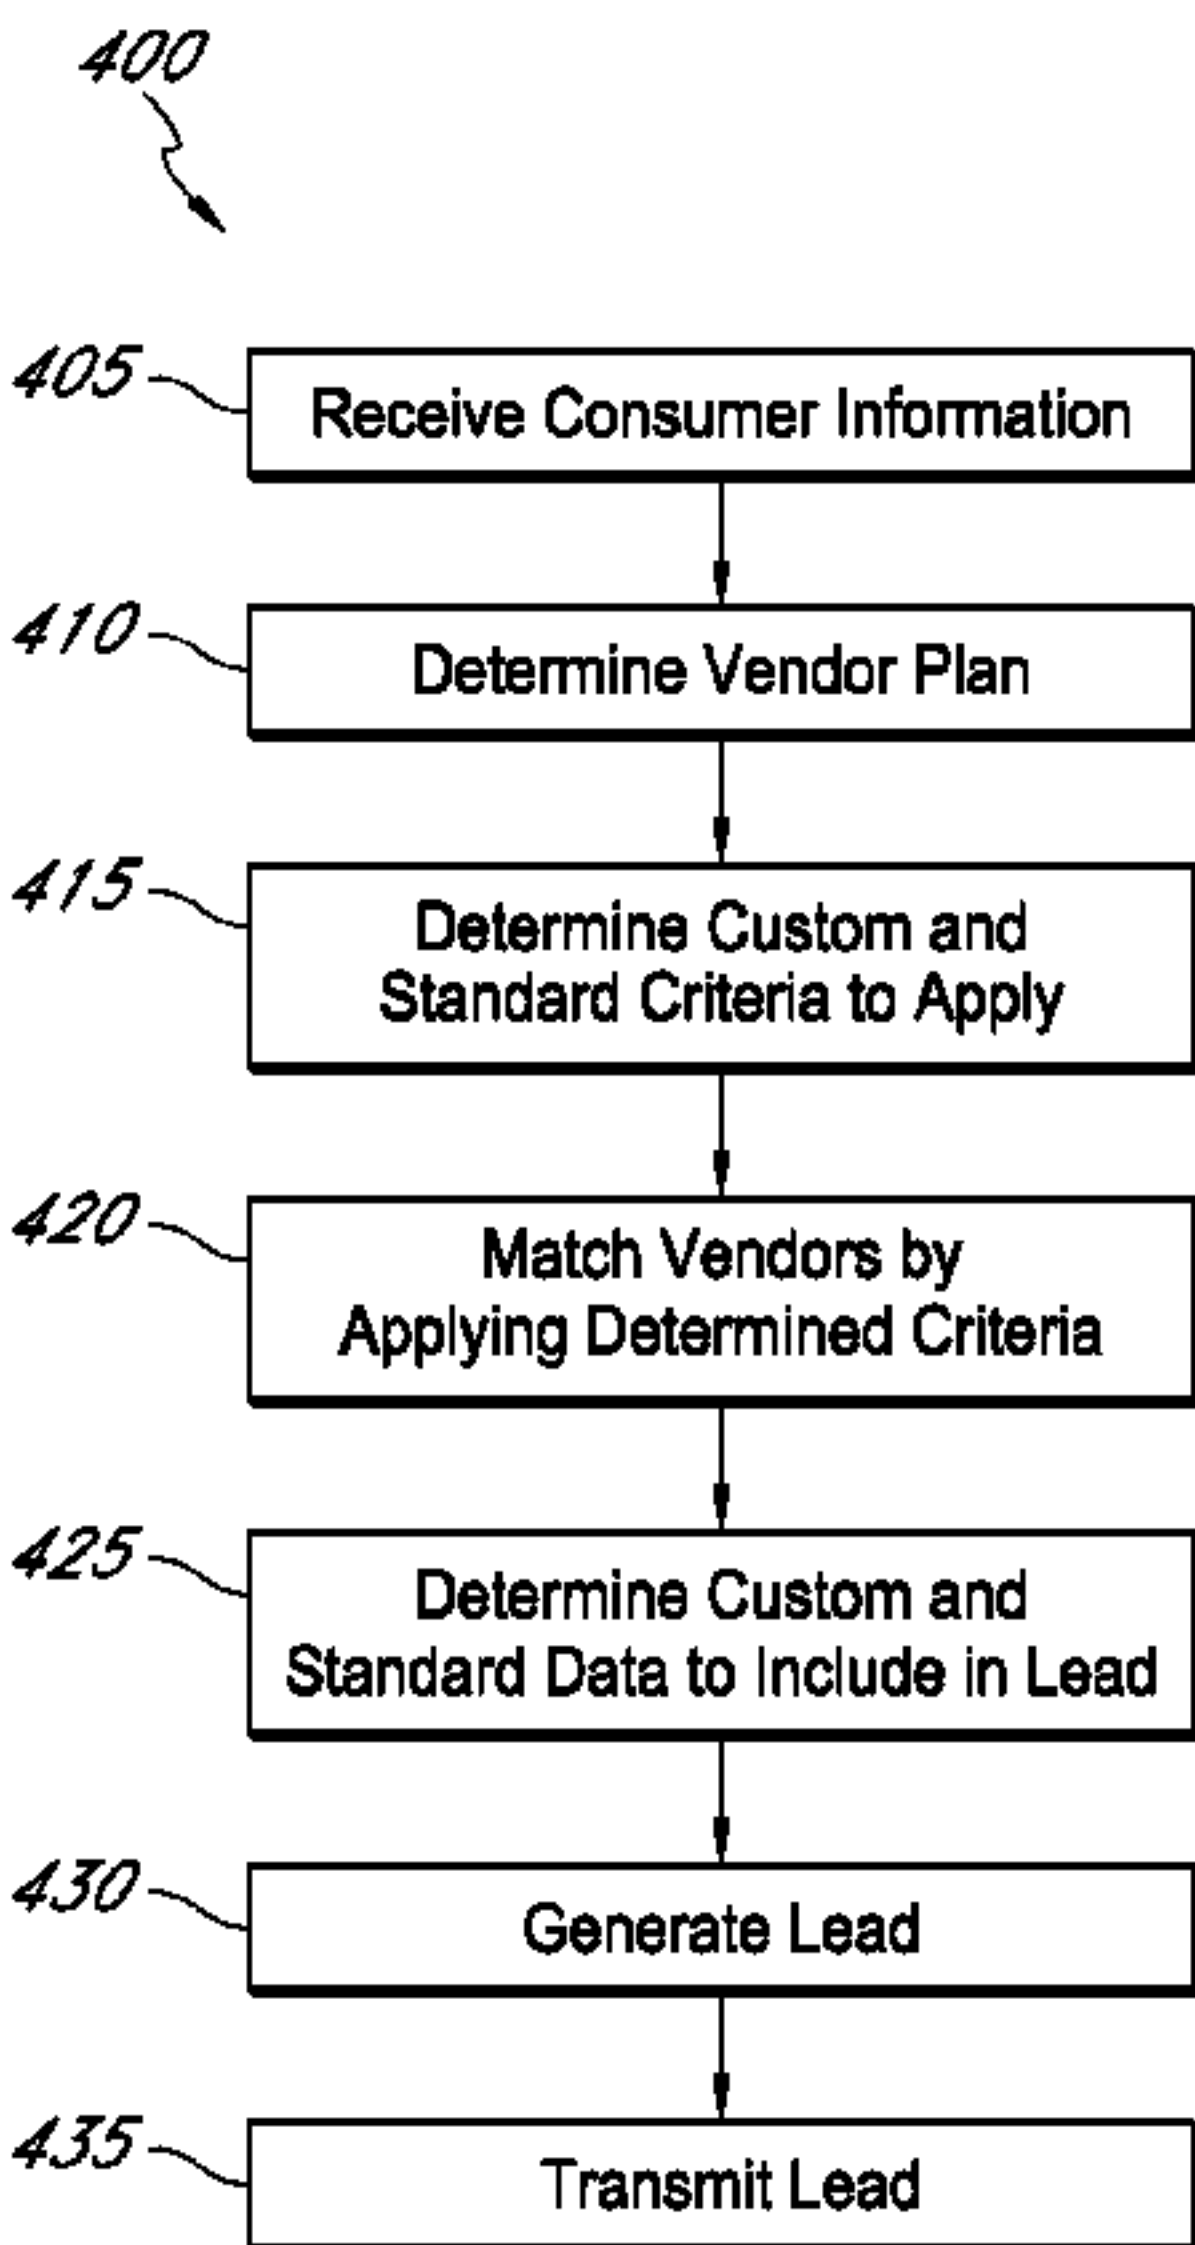 400
405
Receive Consumer Information
410
Determine Vendor Plan
415
Determine Custom and
Standard Criteria to Apply
420
Match Vendors by
Applying Determined Criteria
425
Determine Custom and
Standard Data to Include in Lead
430
Generate Lead
435
Transmit Lead